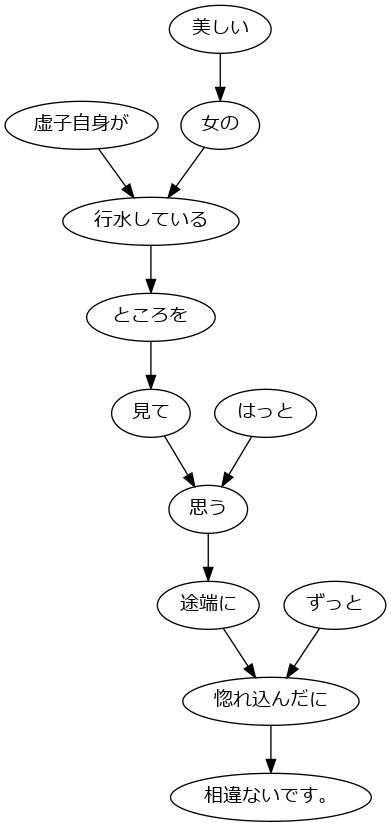 美しい
虚子自身が
女の
行水している
ところを
見て
はっと
思う
途端に
ずっと
惚れ込んだに
相違ないです。